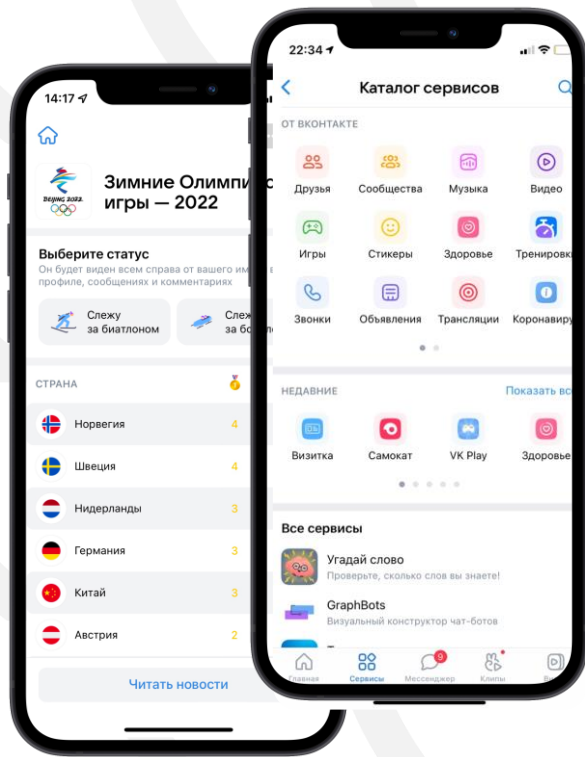 14:17
BEIJING 2022
Зимние Олимпи
игры — 2022
Выберите статус
Он будет виден всем справа от вашего
профиле, сообщениях и комментариях
Слежу
за биатлоном
за
СТРАНА
Норвегия 4
Швеция 4
Нидерланды 3
Германия 3
Китай 3
Австрия 2
Читать новости
22:34
Каталог сервисов
ОТ ВКОНТАКТЕ
Друзья Сообщества Музыка Видео
Игры Стикеры Здоровье Трениров
Звонки Объявления Трансляции Коронавиру
НЕДАВНИЕ Показать вс
Визитка Самокат VK Play Здоровье
Все сервисы
Угадай слово
Проверьте, сколько слов вы знаете!
GraphBots
Визуальный конструктор чат-ботов
9
Главная Сервисы Мессенджер Клипы